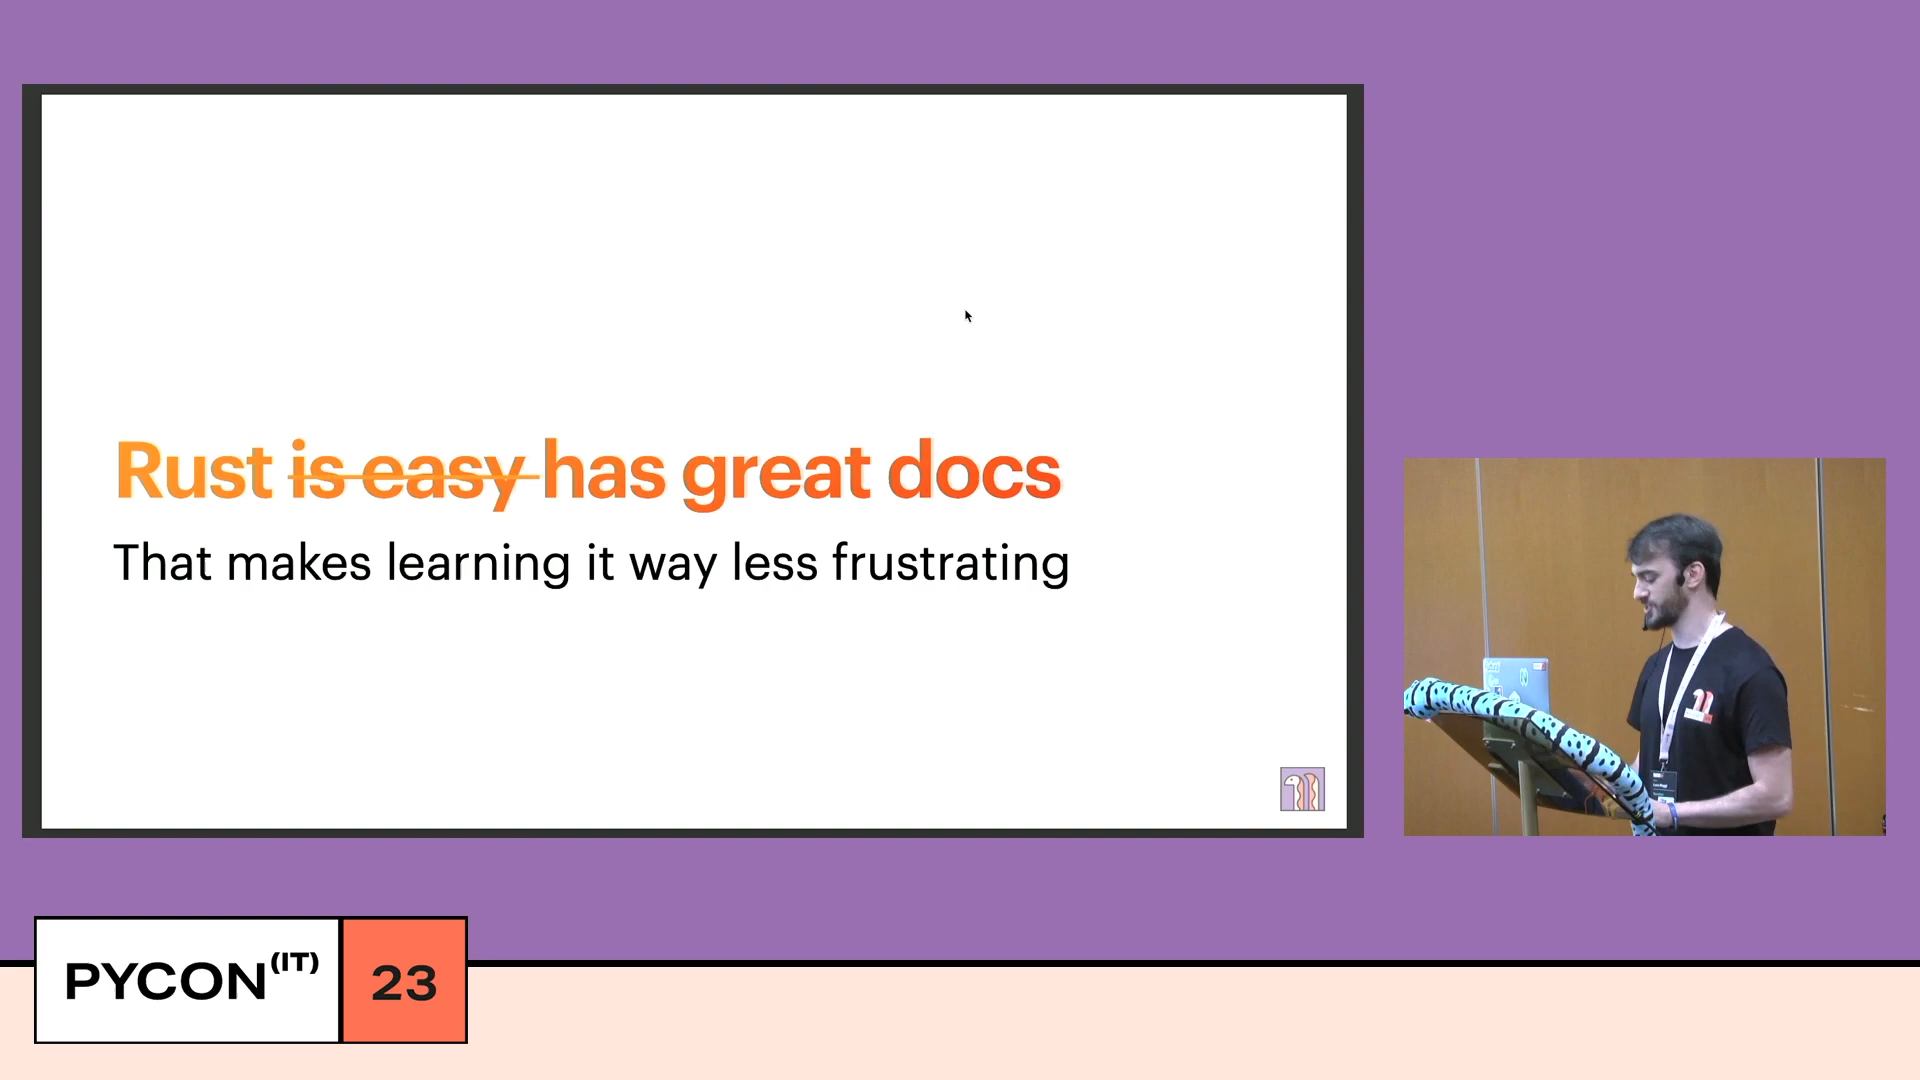 Rust is easy has great docs
That makes learning it way less frustrating
PYCON(IT) 23